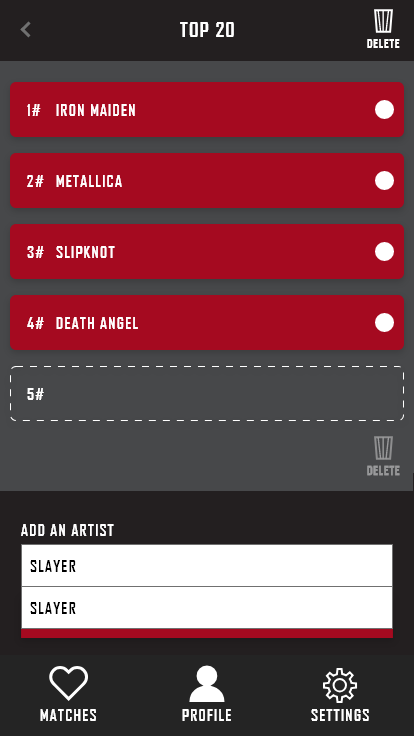 TOP 20
DELETE
1# IRON MAIDEN
2# METALLICA
3# SLIPKNOT
4# DEATH ANGEL
5#
DELETE
ADD AN ARTIST
SLAYER
SLAYER
MATCHES PROFILE SETTINGS